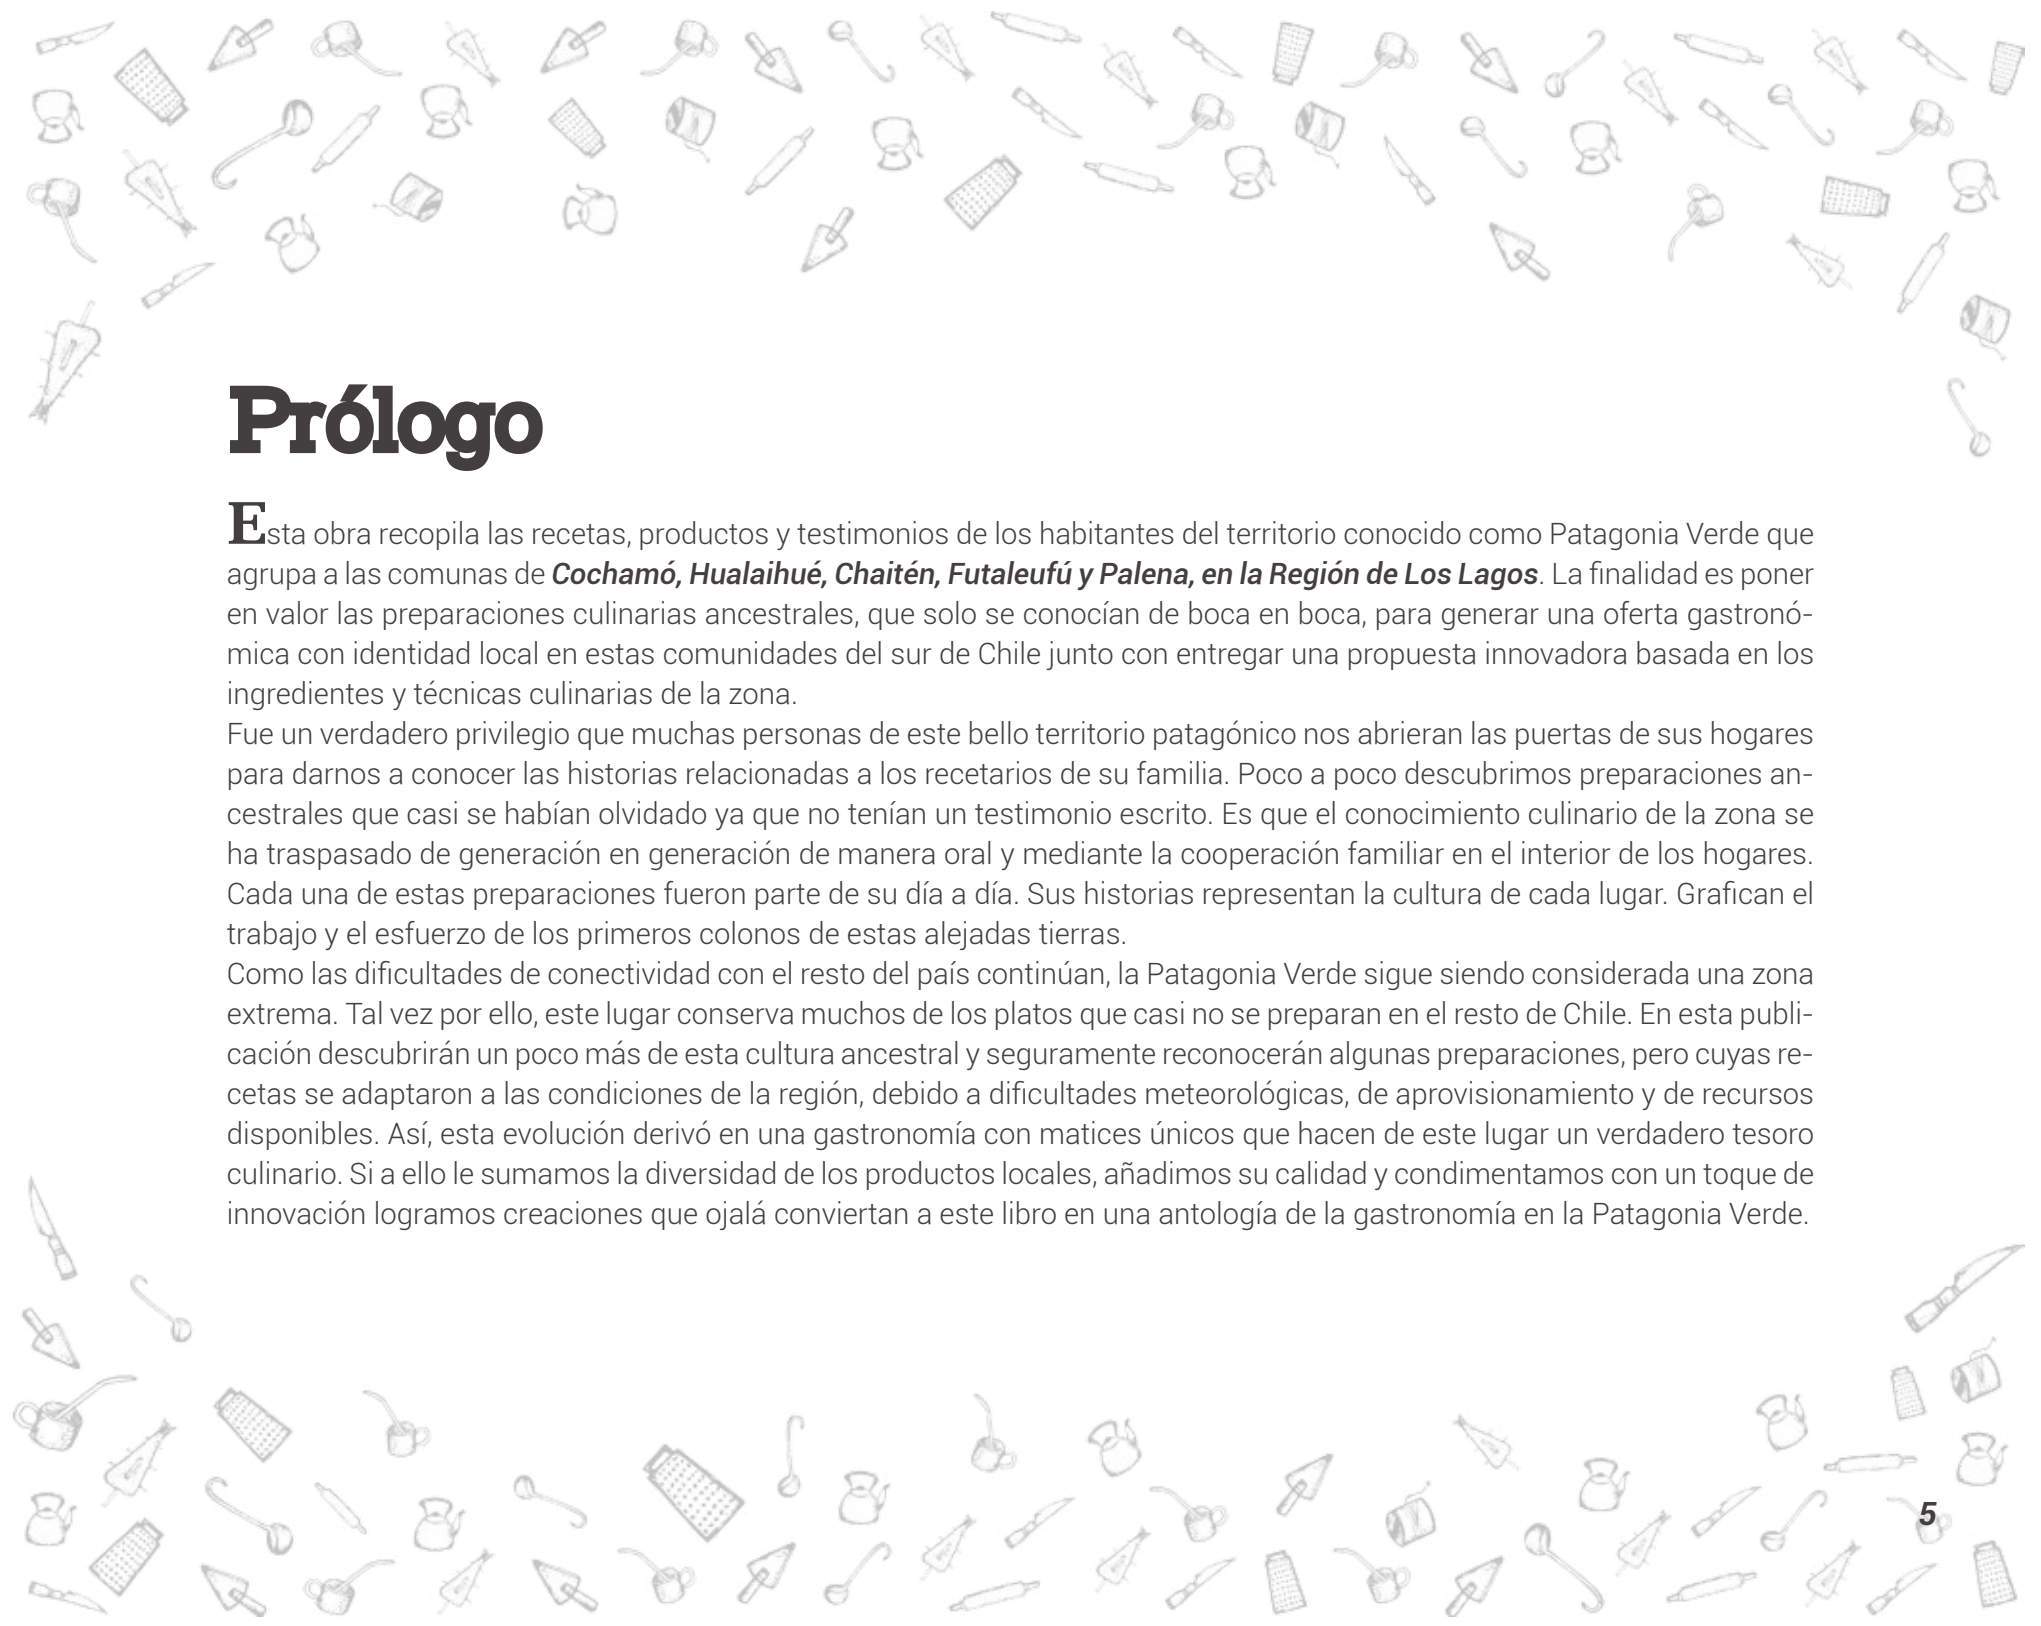 Prólogo
Esta obra recopila las recetas, productos y testimonios de los habitantes del territorio conocido como Patagonia Verde que
agrupa a las comunas de Cochamó, Hualaihué, Chaitén, Futaleufú y Palena, en la Región de Los Lagos. La finalidad es poner
en valor las preparaciones culinarias ancestrales, que solo se conocían de boca en boca, para generar una oferta gastronó-
mica con identidad local en estas comunidades del sur de Chile junto con entregar una propuesta innovadora basada en los
ingredientes y técnicas culinarias de la zona.
Fue un verdadero privilegio que muchas personas de este bello territorio patagónico nos abrieran las puertas de sus hogares
para darnos a conocer las historias relacionadas a los recetarios de su familia. Poco a poco descubrimos preparaciones an-
cestrales que casi se habían olvidado ya que no tenían un testimonio escrito. Es que el conocimiento culinario de la zona se
ha traspasado de generación en generación de manera oral y mediante la cooperación familiar en el interior de los hogares.
Cada una de estas preparaciones fueron parte de su día a día. Sus historias representan la cultura de cada lugar. Grafican el
trabajo y el esfuerzo de los primeros colonos de estas alejadas tierras.
Como las dificultades de conectividad con el resto del país continúan, la Patagonia Verde sigue siendo considerada una zona
extrema. Tal vez por ello, este lugar conserva muchos de los platos que casi no se preparan en el resto de Chile. En esta publi-
cación descubrirán un poco más de esta cultura ancestral y seguramente reconocerán algunas preparaciones, pero cuyas re-
cetas se adaptaron a las condiciones de la región, debido a dificultades meteorológicas, de aprovisionamiento y de recursos
disponibles. Así, esta evolución derivó en una gastronomía con matices únicos que hacen de este lugar un verdadero tesoro
culinario. Si a ello le sumamos la diversidad de los productos locales, añadimos su calidad y condimentamos con un toque de
innovación logramos creaciones que ojalá conviertan a este libro en una antología de la gastronomía en la Patagonia Verde.
5